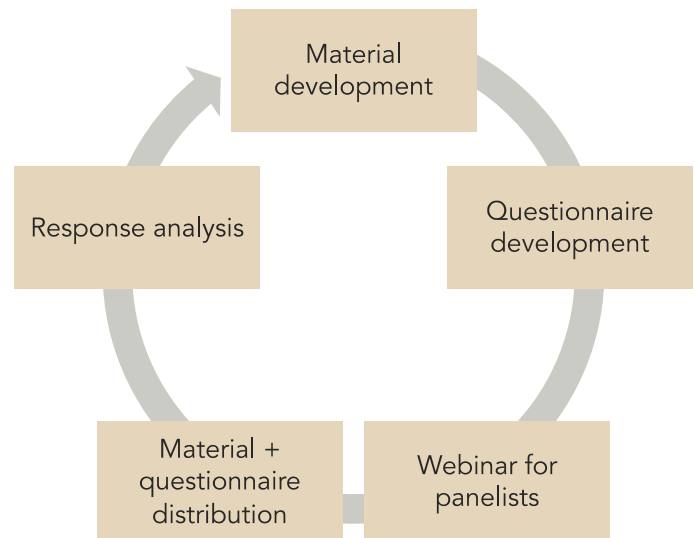 Material
development
Questionnaire
development
Webinar for
panelists
Material +
questionnaire
distribution
Response analysis